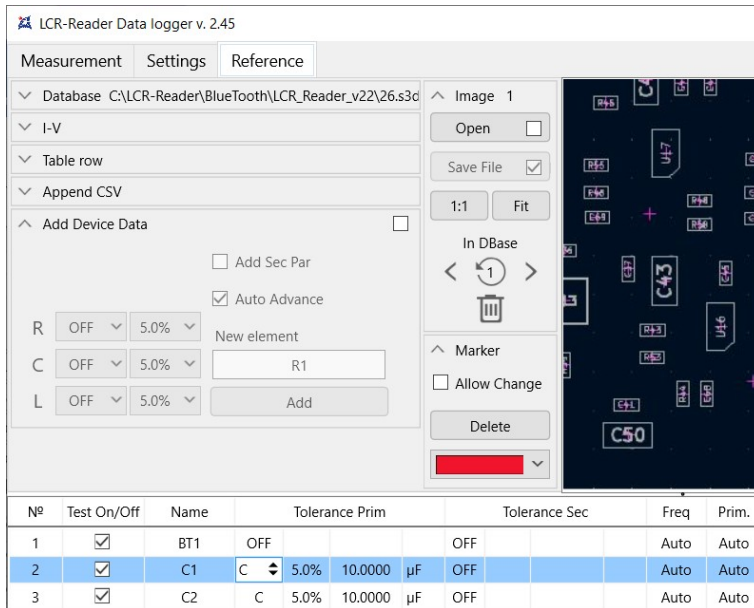 LCR-Reader Data logger v. 2.45
Measurement Settings Reference
Database C:\LCR-Reader\BlueTooth\LCR_Reader_v22\26.s3d
I-V
Table row
Append CSV
Add Device Data
Add Sec Par
Auto Advance
R OFF 5.0% New element
C OFF 5.0% R1
L OFF 5.0% Add
Image 1
Open
Save File
1:1 Fit
In DBase
1
Marker
Allow Change
Delete
U17
C43
U16
C50
Nº Test On/Off Name Tolerance Prim Tolerance Sec Freq Prim.
1 BT1 OFF OFF Auto Auto
2 C1 C 5.0% 10.0000 µF OFF Auto Auto
3 C2 C 5.0% 10.0000 µF OFF Auto Auto